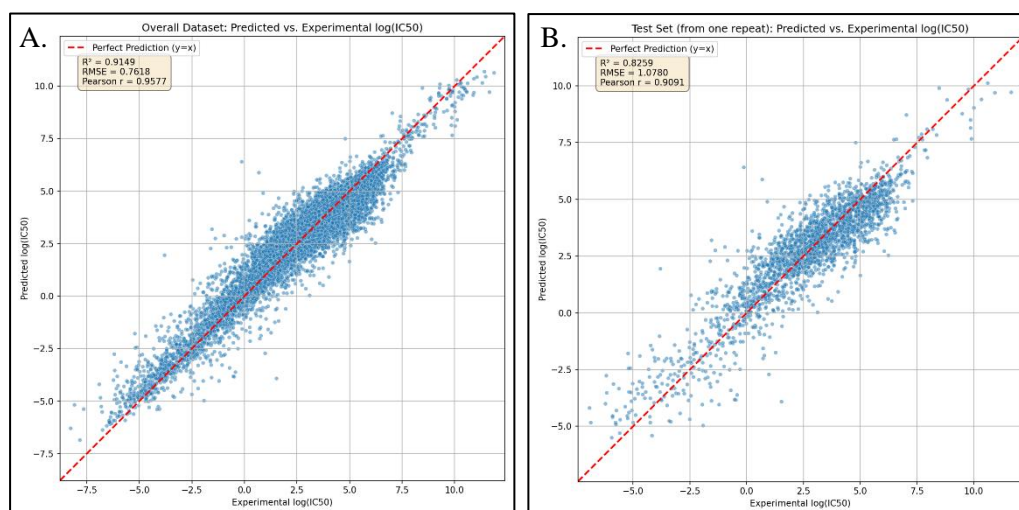 A.
Overall Dataset: Predicted vs. Experimental log(IC50)
Perfect Prediction (y=x)
R² = 0.9149
RMSE = 0.7618
Pearson r = 0.9577
10.0
7.5
5.0
2.5
0.0
−2.5
−5.0
−7.5
Predicted log(IC50)
−7.5 −5.0 −2.5 0.0 2.5 5.0 7.5 10.0
Experimental log(IC50)
B.
Test Set (from one repeat): Predicted vs. Experimental log(IC50)
Perfect Prediction (y=x)
R² = 0.8259
RMSE = 1.0780
Pearson r = 0.9091
10.0
7.5
5.0
2.5
0.0
−2.5
−5.0
Predicted log(IC50)
−5.0 −2.5 0.0 2.5 5.0 7.5 10.0
Experimental log(IC50)